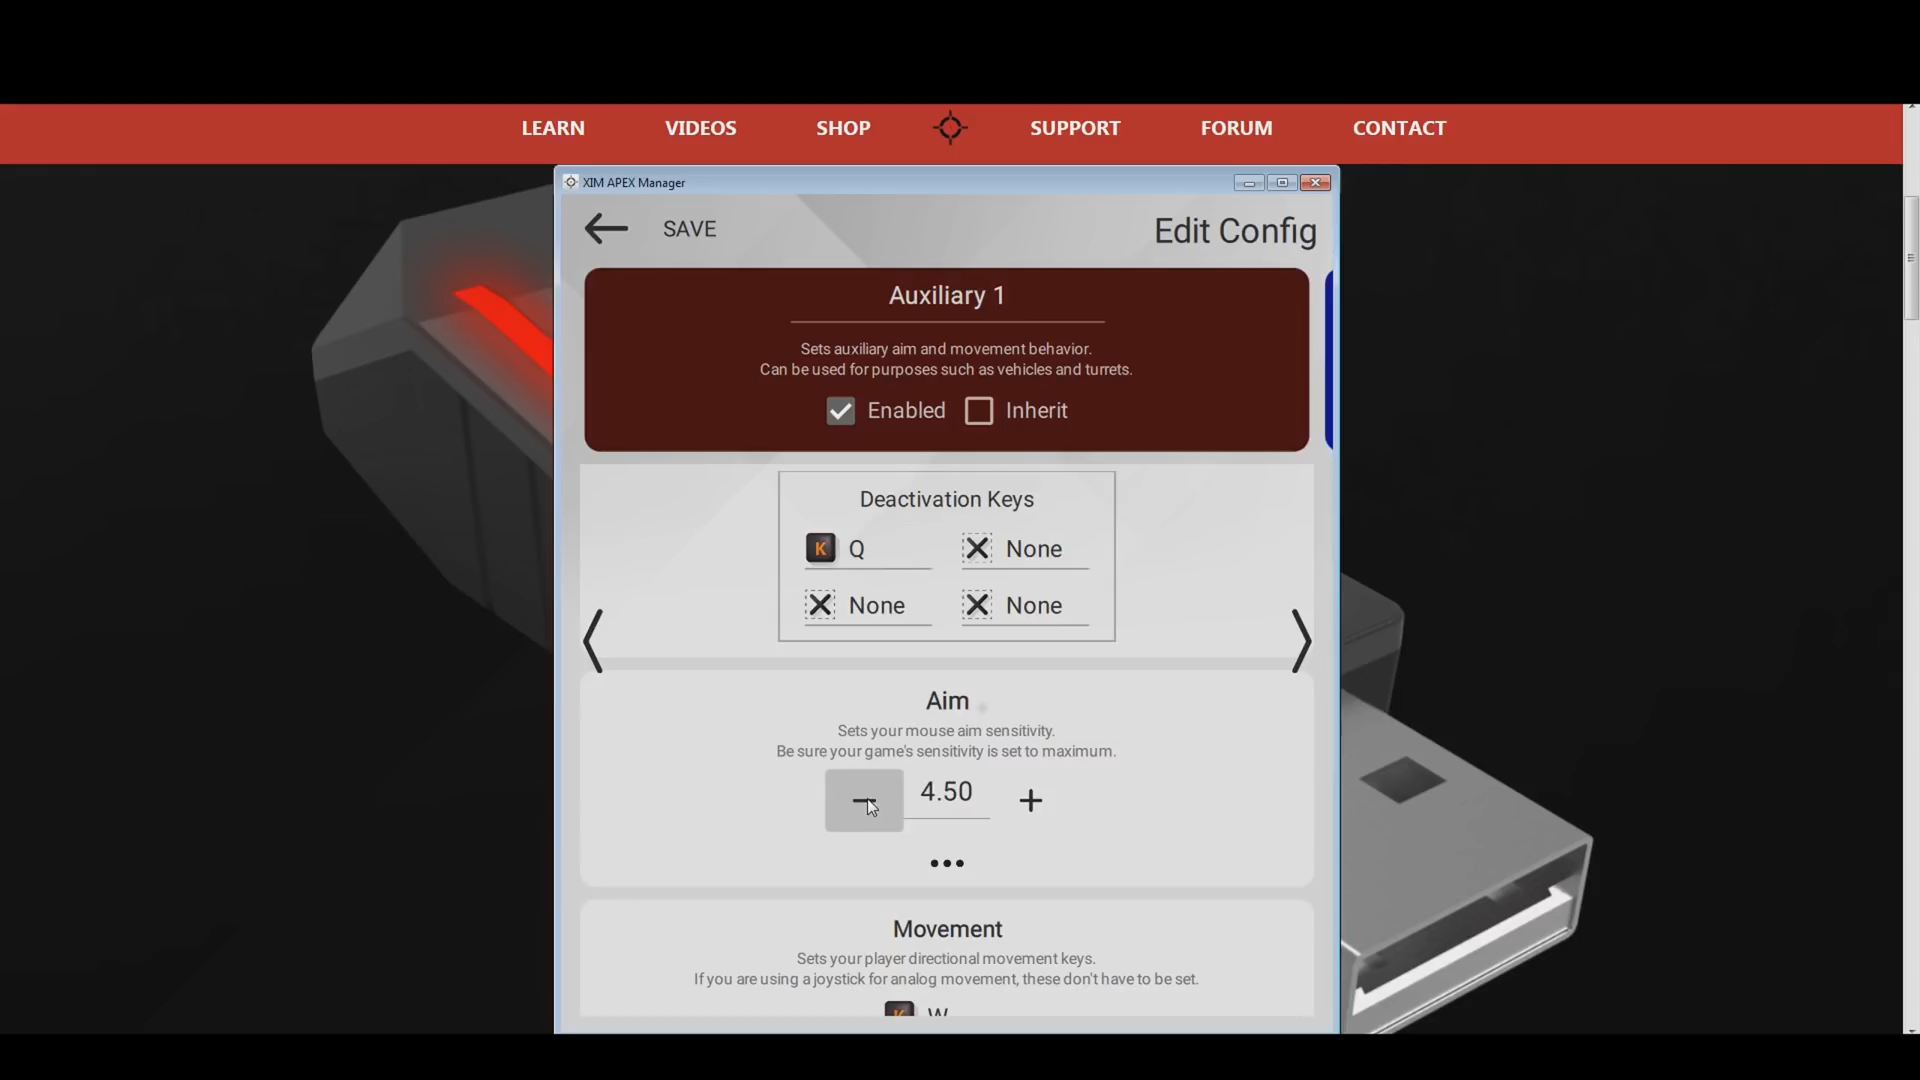 LEARN VIDEOS SHOP SUPPORT FORUM CONTACT
XIM APEX Manager
SAVE
Edit Config
Auxiliary 1
Sets auxiliary aim and movement behavior.
Can be used for purposes such as vehicles and turrets.
Enabled Inherit
Deactivation Keys
K Q None
None None
Aim
Sets your mouse aim sensitivity.
Be sure your game's sensitivity is set to maximum.
4.50
Movement
Sets your player directional movement keys.
If you are using a joystick for analog movement, these don't have to be set.
K W